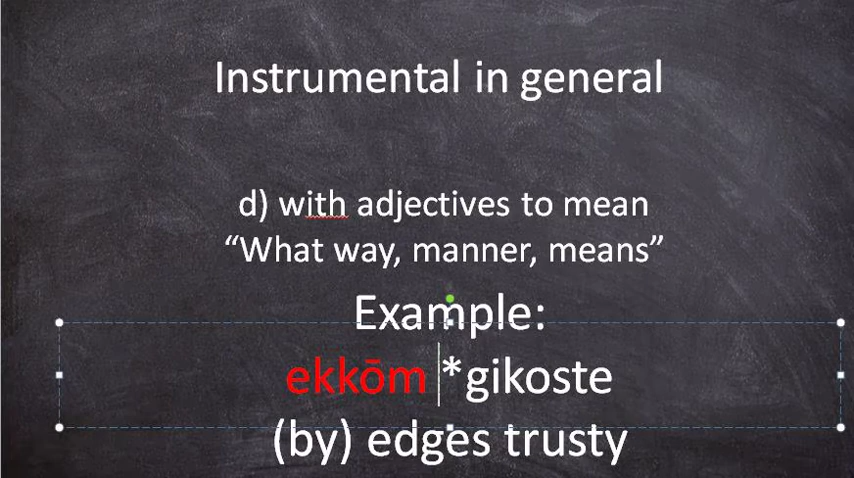 Instrumental in general
d) with adjectives to mean
“What way, manner, means”
Example:
ekkōm *gikoste
(by) edges trusty